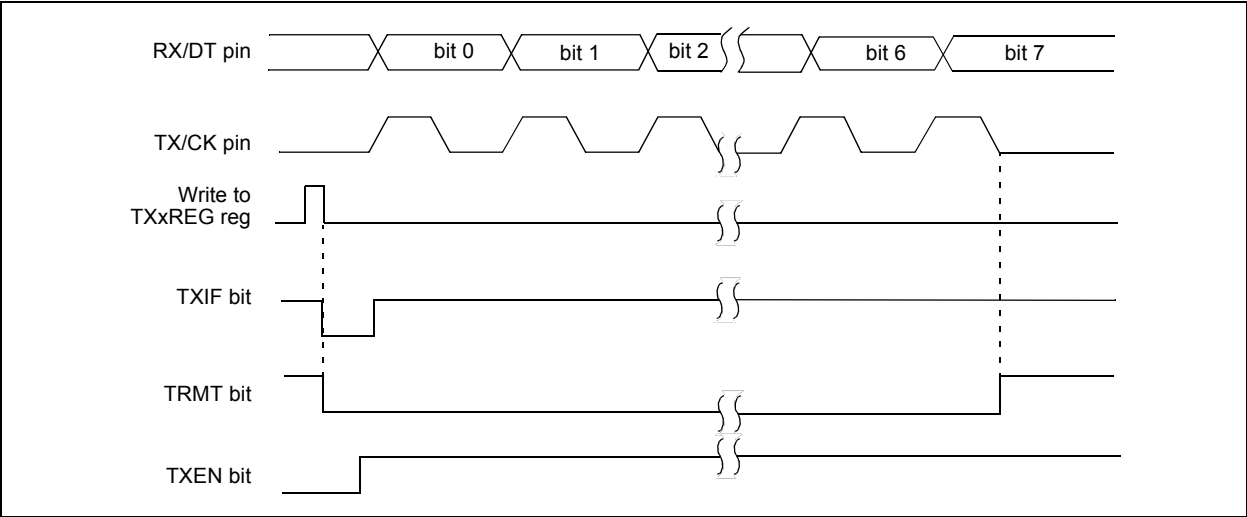 RX/DT pin
bit 0
bit 1
bit 2
bit 6
bit 7
TX/CK pin
Write to
TXxREG reg
TXIF bit
TRMT bit
TXEN bit